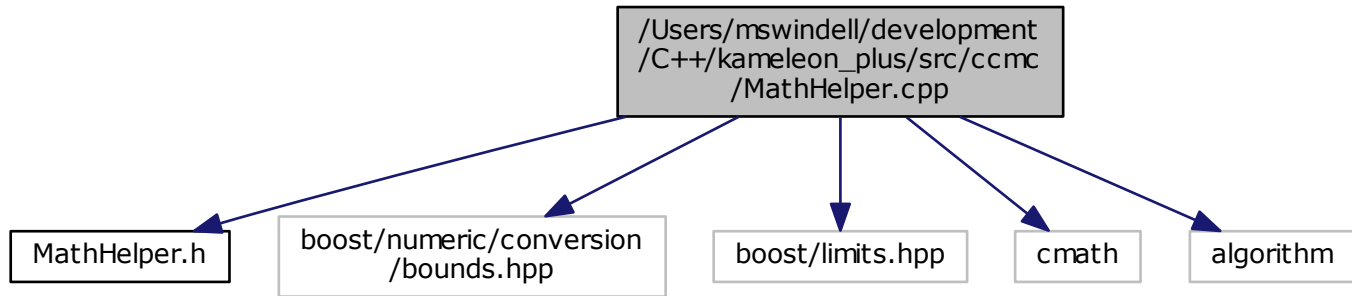 /Users/mswindell/development
/C++/kameleon_plus/src/ccmc
/MathHelper.cpp
MathHelper.h
boost/numeric/conversion
/bounds.hpp
boost/limits.hpp
cmath
algorithm